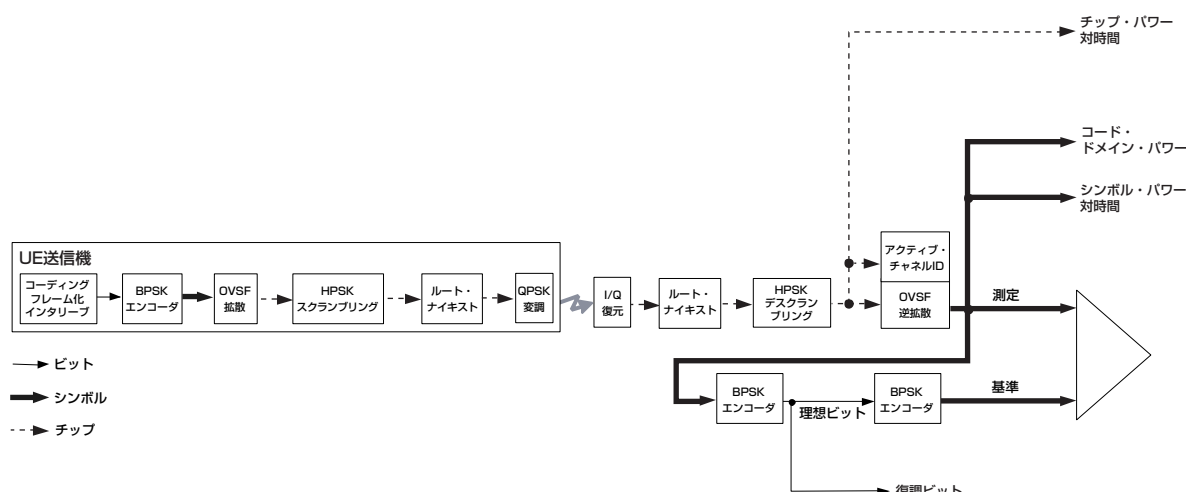 チップ・パワー
対時間
コード・
ドメイン・パワー
シンボル・パワー
対時間
UE送信機
コーディング
フレーム化
インタリーブ
BPSK
エンコーダ
OVSF
拡散
HPSK
スクランブリング
ルート・
ナイキスト
QPSK
変調
I/Q
復元
ルート・
ナイキスト
HPSK
デスクラン
ブリング
アクティブ・
チャネルID
OVSF
逆拡散
測定
ビット
シンボル
チップ
BPSK
エンコーダ
理想ビット
BPSK
エンコーダ
基準
復調ビット